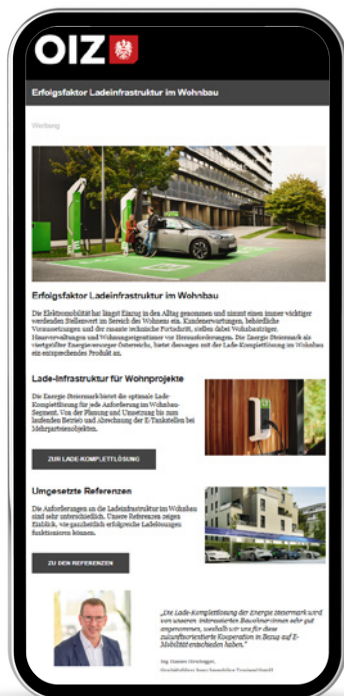 OIZ
Erfolgsfaktor Ladeinfrastruktur im Wohnbau
Werbung
Erfolgsfaktor Ladeinfrastruktur im Wohnbau
Die Elektromobilität hat längst Einzug in den Alltag genommen und nimmt einen immer wichtiger
werdenden Stellenwert im Bereich des Wohnens ein. Kundenerwartungen, behördliche
Voraussetzungen und der rasante technische Fortschritt, stellen dabei Wohnbauträger,
Hausverwaltungen und Wohnungseigentümer vor Herausforderungen. Die Energie Steiermark als
viertgrößter Energieversorger Österreichs, bietet deswegen mit der Lade-Komplettlösung im Wohnbau
ein entsprechendes Produkt an.
Lade-Infrastruktur für Wohnprojekte
Die Energie Steiermark bietet die optimale Lade-
Komplettlösung für jede Anforderung im Wohnbau-
Segment. Von der Planung und Umsetzung bis zum
laufenden Betrieb und Abrechnung der E-Tankstellen bei
Mehrparteienobjekten.
ZUR LADE-KOMPLETTLÖSUNG
Umgesetzte Referenzen
Die Anforderungen an die Ladeinfrastruktur im Wohnbau
sind sehr unterschiedlich. Unsere Referenzen zeigen
Einblick, wie ganzheitlich erfolgreiche Ladelösungen
funktionieren können.
ZU DEN REFERENZEN
„Die Lade-Komplettlösung der Energie Steiermark wird
von unseren interessierten Bewohner:innen sehr gut
angenommen, weshalb wir uns für diese
zukunftsorientierte Kooperation in Bezug auf E-
Mobilität entschieden haben."
Ing.